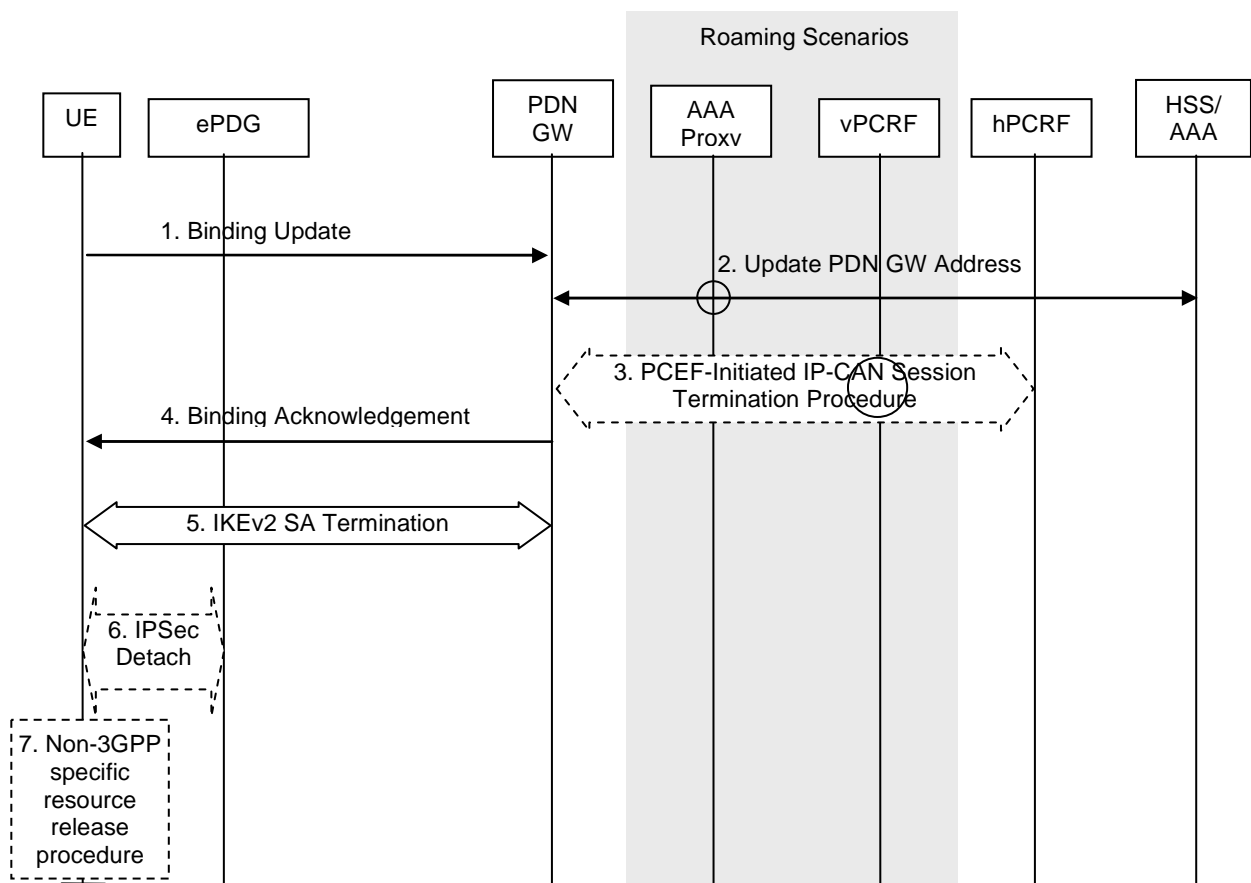 Roaming Scenarios
UE
ePDG
PDN
GW
AAA
Proxy
vPCRF
hPCRF
HSS/
AAA
1. Binding Update
2. Update PDN GW Address
3. PCEF-Initiated IP-CAN Session
Termination Procedure
4. Binding Acknowledgement
5. IKEv2 SA Termination
6. IPSec
Detach
7. Non-3GPP
specific
resource
release
procedure